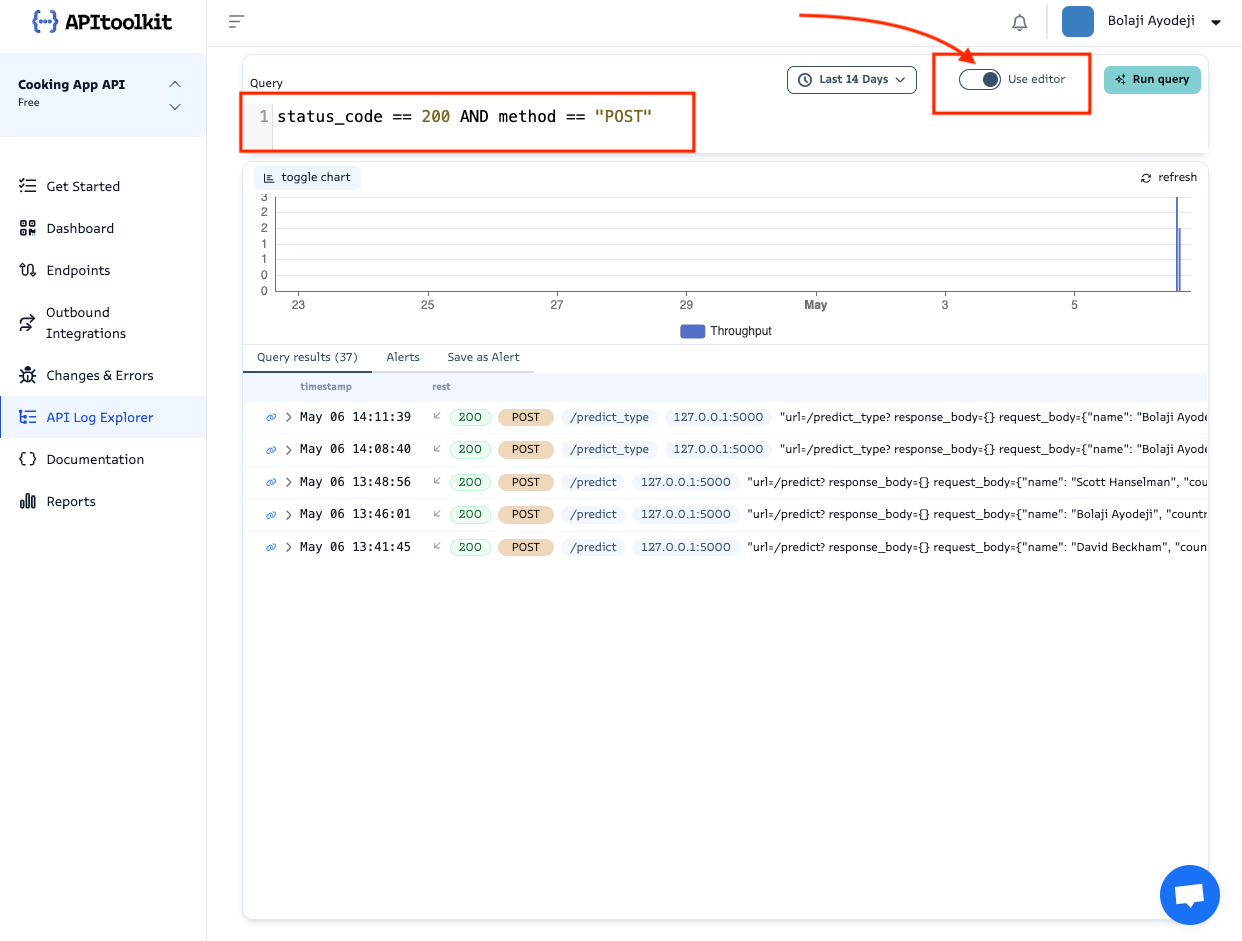 APItoolkit
Bolaji Ayodeji
Cooking App API
Free
Get Started
Dashboard
Endpoints
Outbound
Integrations
Changes & Errors
API Log Explorer
Documentation
Reports
Query
Last 14 Days
Use editor
Run query
1 status_code == 200 AND method == "POST"
toggle chart
refresh
3
2
2
1
1
0
0
23 25 27 29 May 3 5
Throughput
Query results (37) Alerts Save as Alert
timestamp rest
May 06 14:11:39 200 POST /predict_type 127.0.0.1:5000 "url=/predict_type? response_body={} request_body={"name": "Bolaji Ayode
May 06 14:08:40 200 POST /predict_type 127.0.0.1:5000 "url=/predict_type? response_body={} request_body={"name": "Bolaji Ayode
May 06 13:48:56 200 POST /predict 127.0.0.1:5000 "url=/predict? response_body={} request_body={"name": "Scott Hanselman", "cou
May 06 13:46:01 200 POST /predict 127.0.0.1:5000 "url=/predict? response_body={} request_body={"name": "Bolaji Ayodeji", "countr
May 06 13:41:45 200 POST /predict 127.0.0.1:5000 "url=/predict? response_body={} request_body={"name": "David Beckham", "coun